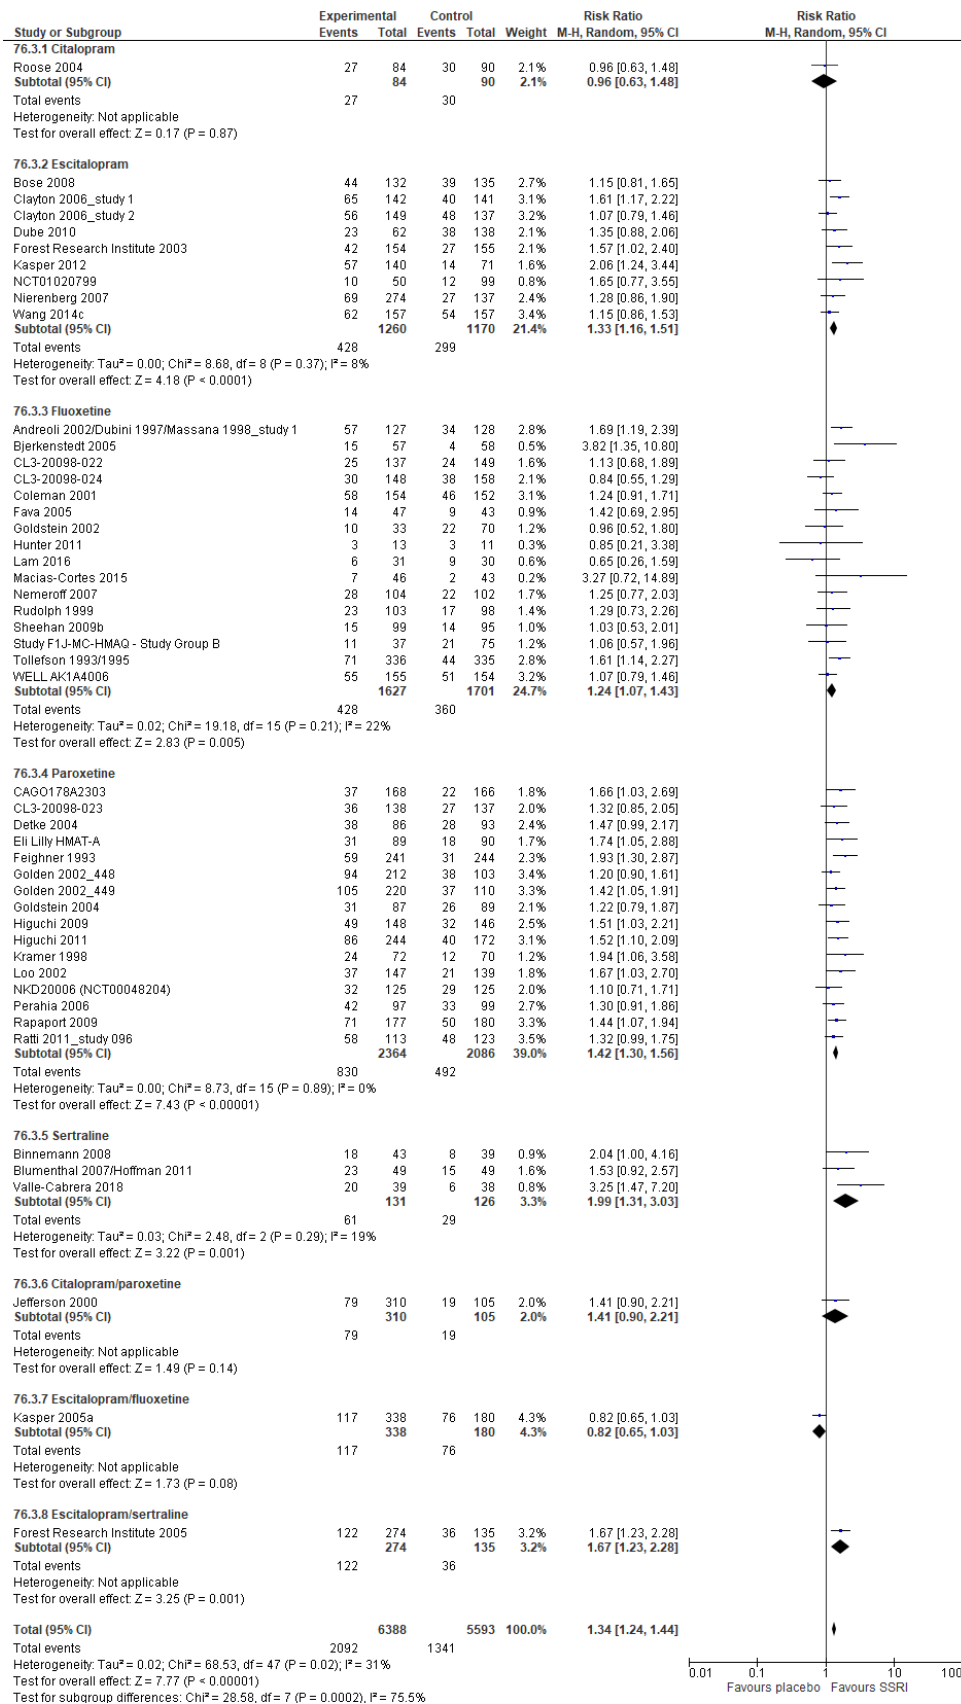 Experimental Control Risk Ratio Risk Ratio
Study or Subgroup Events Total Events Total Weight M-H, Random, 95% CI M-H, Random, 95% CI
76.3.1 Citalopram
Roose 2004 27 84 30 90 2.1% 0.96 [0.63, 1.48]
Subtotal (95% CI) 84 90 2.1% 0.96 [0.63, 1.48]
Total events 27 30
Heterogeneity: Not applicable
Test for overall effect: Z = 0.17 (P = 0.87)
76.3.2 Escitalopram
Bose 2008 44 132 39 135 2.7% 1.15 [0.81, 1.65]
Clayton 2006_study 1 65 142 40 141 3.1% 1.61 [1.17, 2.22]
Clayton 2006_study 2 56 149 48 137 3.2% 1.07 [0.79, 1.46]
Dube 2010 23 62 38 138 2.1% 1.35 [0.88, 2.06]
Forest Research Institute 2003 42 154 27 155 2.1% 1.57 [1.02, 2.40]
Kasper 2012 57 140 14 71 1.6% 2.06 [1.24, 3.44]
NCT01020799 10 50 12 99 0.8% 1.65 [0.77, 3.55]
Nierenberg 2007 69 274 27 137 2.4% 1.28 [0.86, 1.90]
Wang 2014c 62 157 54 157 3.4% 1.15 [0.86, 1.53]
Subtotal (95% CI) 1260 1170 21.4% 1.33 [1.16, 1.51]
Total events 428 299
Heterogeneity: Tau² = 0.00; Chi² = 8.68, df = 8 (P = 0.37); I² = 8%
Test for overall effect: Z = 4.18 (P < 0.0001)
76.3.3 Fluoxetine
Andreoli 2002/Dubini 1997/Massana 1998_study 1 57 127 34 128 2.8% 1.69 [1.19, 2.39]
Bjerkenstedt 2005 15 57 4 58 0.5% 3.82 [1.35, 10.80]
CL3-20098-022 25 137 24 149 1.6% 1.13 [0.68, 1.89]
CL3-20098-024 30 148 38 158 2.1% 0.84 [0.55, 1.29]
Coleman 2001 58 154 46 152 3.1% 1.24 [0.91, 1.71]
Fava 2005 14 47 9 43 0.9% 1.42 [0.69, 2.95]
Goldstein 2002 10 33 22 70 1.2% 0.96 [0.52, 1.80]
Hunter 2011 3 13 3 11 0.3% 0.85 [0.21, 3.38]
Lam 2016 6 31 9 30 0.6% 0.65 [0.26, 1.59]
Macias-Cortes 2015 7 46 2 43 0.2% 3.27 [0.72, 14.89]
Nemeroff 2007 28 104 22 102 1.8% 1.25 [0.77, 2.03]
Rudolph 1999 23 103 17 98 1.4% 1.29 [0.73, 2.26]
Sheehan 2009b 15 99 14 95 1.1% 1.03 [0.53, 2.01]
Study F1J-MC-HMAQ - Study Group B 11 37 21 75 1.2% 1.06 [0.57, 1.96]
Tollefson 1993/1995 71 336 44 335 2.8% 1.61 [1.14, 2.27]
WELL AK1A4006 55 155 51 154 3.2% 1.07 [0.79, 1.46]
Subtotal (95% CI) 1627 1701 24.7% 1.24 [1.07, 1.43]
Total events 428 360
Heterogeneity: Tau² = 0.02; Chi² = 19.18, df = 15 (P = 0.21); I² = 22%
Test for overall effect: Z = 2.83 (P = 0.005)
76.3.4 Paroxetine
CAGO178A2303 37 168 22 166 1.8% 1.66 [1.03, 2.69]
CL3-20098-023 36 138 27 137 2.0% 1.32 [0.85, 2.05]
Detke 2004 38 86 28 93 2.4% 1.47 [0.99, 2.17]
Eli Lilly HMAT-A 31 89 18 90 1.7% 1.74 [1.05, 2.88]
Feighner 1993 59 241 31 244 2.3% 1.93 [1.30, 2.87]
Golden 2002_448 94 212 38 103 3.4% 1.20 [0.90, 1.61]
Golden 2002_449 105 220 37 110 3.4% 1.42 [1.05, 1.91]
Goldstein 2004 31 87 26 89 2.1% 1.22 [0.79, 1.87]
Higuchi 2009 49 148 32 146 2.5% 1.51 [1.03, 2.21]
Higuchi 2011 86 244 40 172 3.1% 1.52 [1.10, 2.09]
Kramer 1998 24 72 12 70 1.2% 1.94 [1.06, 3.58]
Loo 2002 37 147 21 139 1.8% 1.67 [1.03, 2.70]
NKD20006 (NCT00048204) 32 125 29 125 2.0% 1.10 [0.71, 1.71]
Perahia 2006 42 97 33 99 2.7% 1.30 [0.91, 1.86]
Rapaport 2009 71 177 50 180 3.3% 1.44 [1.07, 1.94]
Ratti 2011_study 096 58 113 48 123 3.4% 1.32 [0.99, 1.75]
Subtotal (95% CI) 2364 2086 39.0% 1.42 [1.30, 1.56]
Total events 830 492
Heterogeneity: Tau² = 0.00; Chi² = 8.73, df = 15 (P = 0.89); I² = 0%
Test for overall effect: Z = 7.43 (P < 0.00001)
76.3.5 Sertraline
Binnemann 2008 18 43 8 39 0.9% 2.04 [1.00, 4.16]
Blumenthal 2007/Hoffman 2011 23 49 15 49 1.6% 1.53 [0.92, 2.57]
Valle-Cabrera 2018 20 39 6 38 0.8% 3.25 [1.47, 7.20]
Subtotal (95% CI) 131 126 3.3% 1.99 [1.31, 3.03]
Total events 61 29
Heterogeneity: Tau² = 0.03; Chi² = 2.48, df = 2 (P = 0.29); I² = 19%
Test for overall effect: Z = 3.22 (P = 0.001)
76.3.6 Citalopram/paroxetine
Jefferson 2000 79 310 19 105 2.0% 1.41 [0.90, 2.21]
Subtotal (95% CI) 310 105 2.0% 1.41 [0.90, 2.21]
Total events 79 19
Heterogeneity: Not applicable
Test for overall effect: Z = 1.49 (P = 0.14)
76.3.7 Escitalopram/fluoxetine
Kasper 2005a 117 338 76 180 4.3% 0.82 [0.65, 1.03]
Subtotal (95% CI) 338 180 4.3% 0.82 [0.65, 1.03]
Total events 117 76
Heterogeneity: Not applicable
Test for overall effect: Z = 1.73 (P = 0.08)
76.3.8 Escitalopram/sertraline
Forest Research Institute 2005 122 274 36 135 3.2% 1.67 [1.23, 2.28]
Subtotal (95% CI) 274 135 3.2% 1.67 [1.23, 2.28]
Total events 122 36
Heterogeneity: Not applicable
Test for overall effect: Z = 3.25 (P = 0.001)
Total (95% CI) 6388 5593 100.0% 1.34 [1.24, 1.44]
Total events 2092 1341
Heterogeneity: Tau² = 0.02; Chi² = 68.53, df = 47 (P = 0.02); I² = 31%
Test for overall effect: Z = 7.77 (P < 0.00001)
Test for subgroup differences: Chi² = 28.58, df = 7 (P = 0.0002), I² = 75.5%
0.01 0.1 1 10 100
Favours placebo Favours SSRI